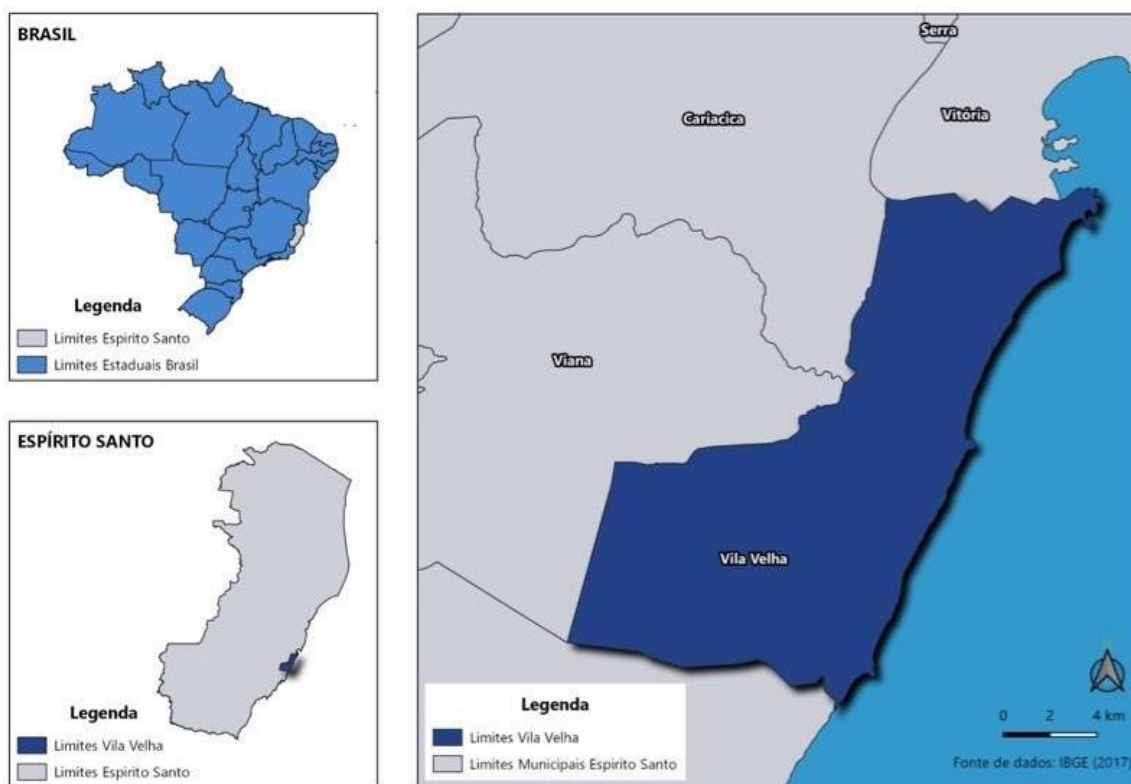 BRASIL
Legenda
Limites Espirito Santo
Limites Estaduais Brasil
ESPÍRITO SANTO
Legenda
Limites Vila Velha
Limites Espirito Santo
Serra
Cariacica
Vitória
Viana
Vila Velha
Legenda
Limites Vila Velha
Limites Municipais Espirito Santo
N
0 2 4 km
Fonte de dados: IBGE (2017)